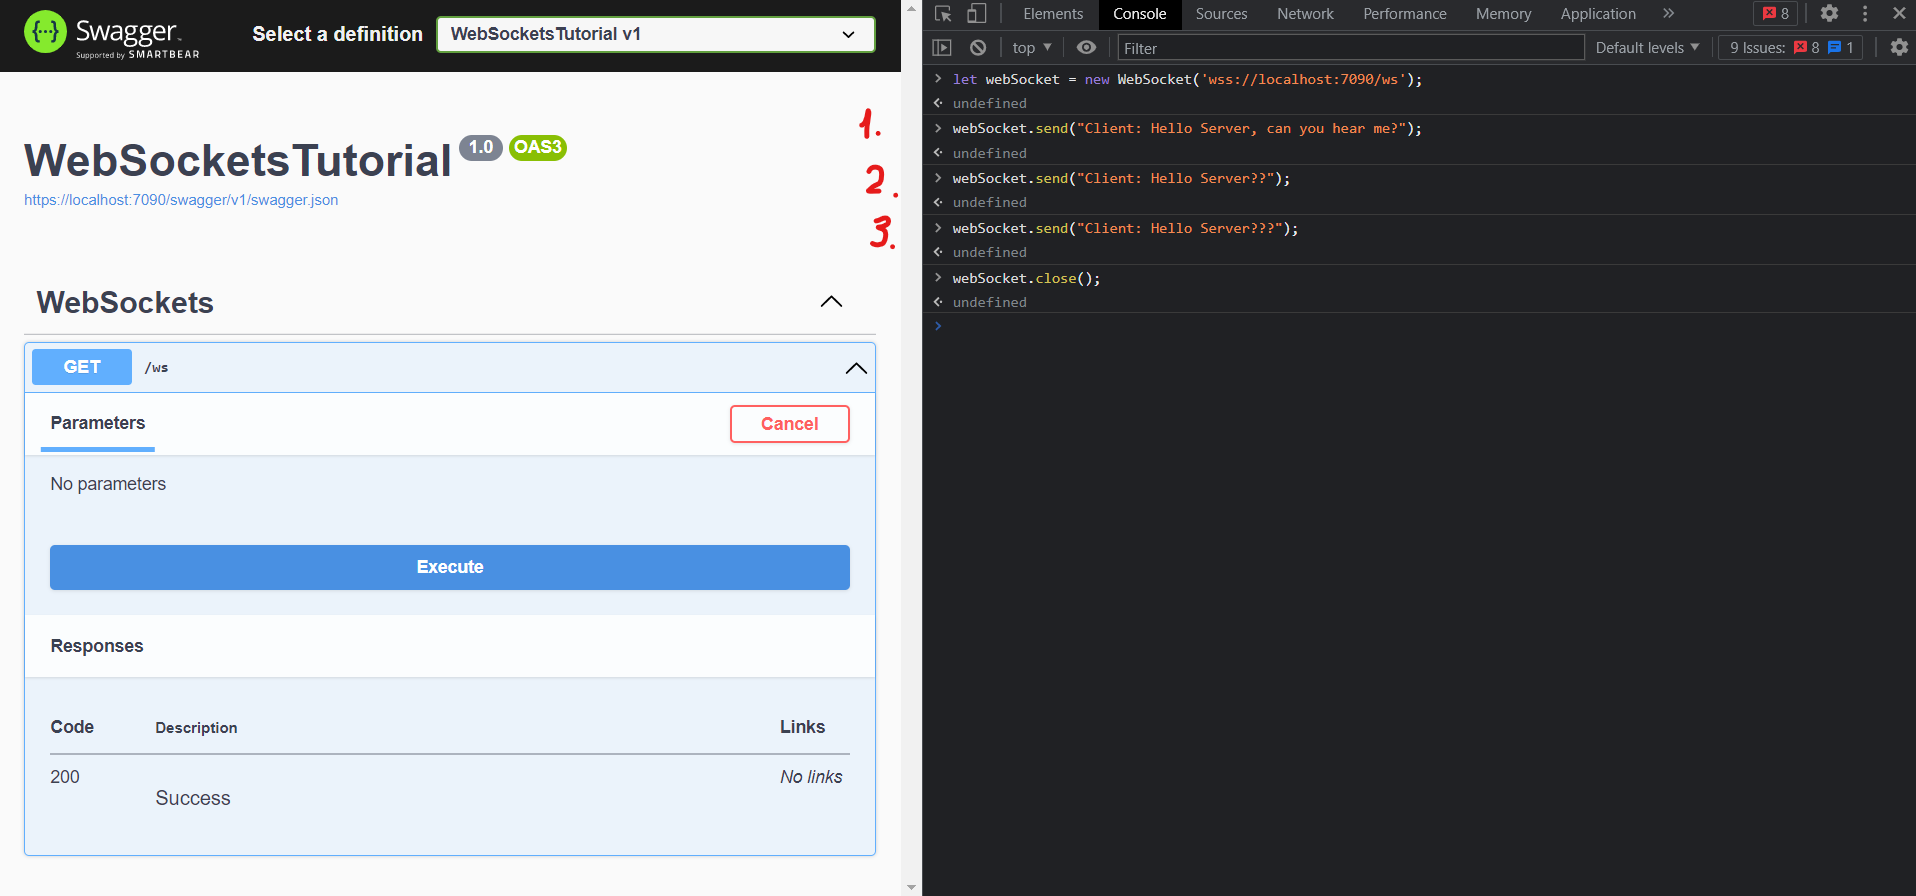 Swagger™
Supported by SMARTBEAR
Select a definition
WebSocketsTutorial v1
WebSocketsTutorial 1.0 OAS3
https://localhost:7090/swagger/v1/swagger.json
1.
2.
3.
WebSockets
GET /ws
Parameters
Cancel
No parameters
Execute
Responses
Code Description Links
200 Success No links
Elements Console Sources Network Performance Memory Application » 8
top Filter Default levels 9 Issues: 8 1
> let webSocket = new WebSocket('wss://localhost:7090/ws');
undefined
> webSocket.send("Client: Hello Server, can you hear me?");
undefined
> webSocket.send("Client: Hello Server??");
undefined
> webSocket.send("Client: Hello Server???");
undefined
> webSocket.close();
undefined
>